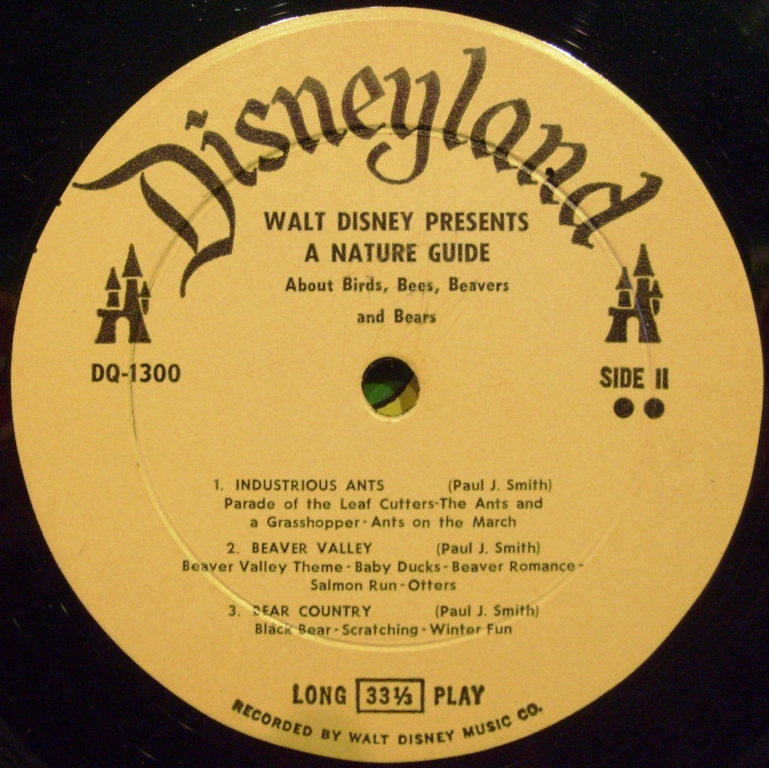 Disneyland
WALT DISNEY PRESENTS
A NATURE GUIDE
About Birds, Bees, Beavers
and Bears
DQ-1300
SIDE II
1. INDUSTRIOUS ANTS (Paul J. Smith)
Parade of the Leaf Cutters-The Ants and
a Grasshopper - Ants on the March
2. BEAVER VALLEY (Paul J. Smith)
Beaver Valley Theme - Baby Ducks - Beaver Romance -
Salmon Run - Otters
3. BEAR COUNTRY (Paul J. Smith)
Black Bear - Scratching - Winter Fun
LONG 33⅓ PLAY
RECORDED BY WALT DISNEY MUSIC CO.